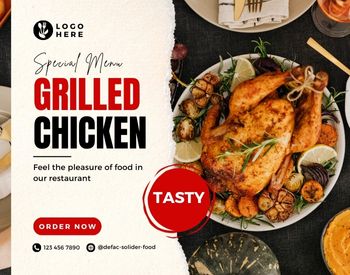 LOGO
HERE
Special Menu
GRILLED
CHICKEN
Feel the pleasure of food in
our restaurant
TASTY
ORDER NOW
123 456 7890 @defac-solider-food